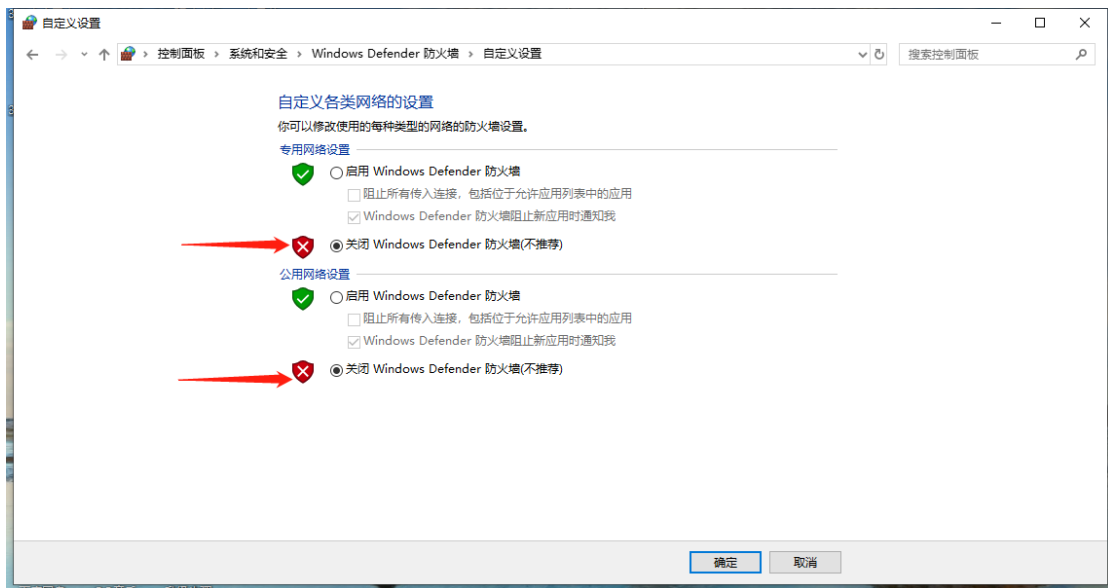 自定义设置
控制面板 › 系统和安全 › Windows Defender 防火墙 › 自定义设置
搜索控制面板
自定义各类网络的设置
你可以修改使用的每种类型的网络的防火墙设置。
专用网络设置
启用 Windows Defender 防火墙
阻止所有传入连接，包括位于允许应用列表中的应用
Windows Defender 防火墙阻止新应用时通知我
关闭 Windows Defender 防火墙(不推荐)
公用网络设置
启用 Windows Defender 防火墙
阻止所有传入连接，包括位于允许应用列表中的应用
Windows Defender 防火墙阻止新应用时通知我
关闭 Windows Defender 防火墙(不推荐)
确定 取消